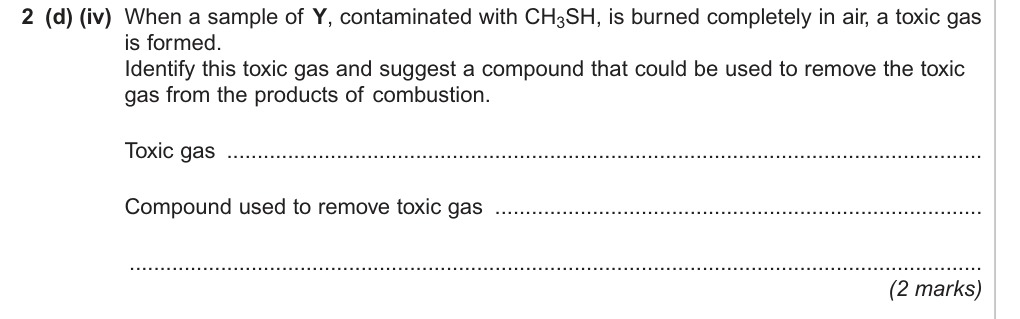 2 (d) (iv) When a sample of Y, contaminated with CH₃SH, is burned completely in air, a toxic gas
is formed.
Identify this toxic gas and suggest a compound that could be used to remove the toxic
gas from the products of combustion.
Toxic gas ..............................................................................................................................
Compound used to remove toxic gas .................................................................................
..............................................................................................................................................
(2 marks)